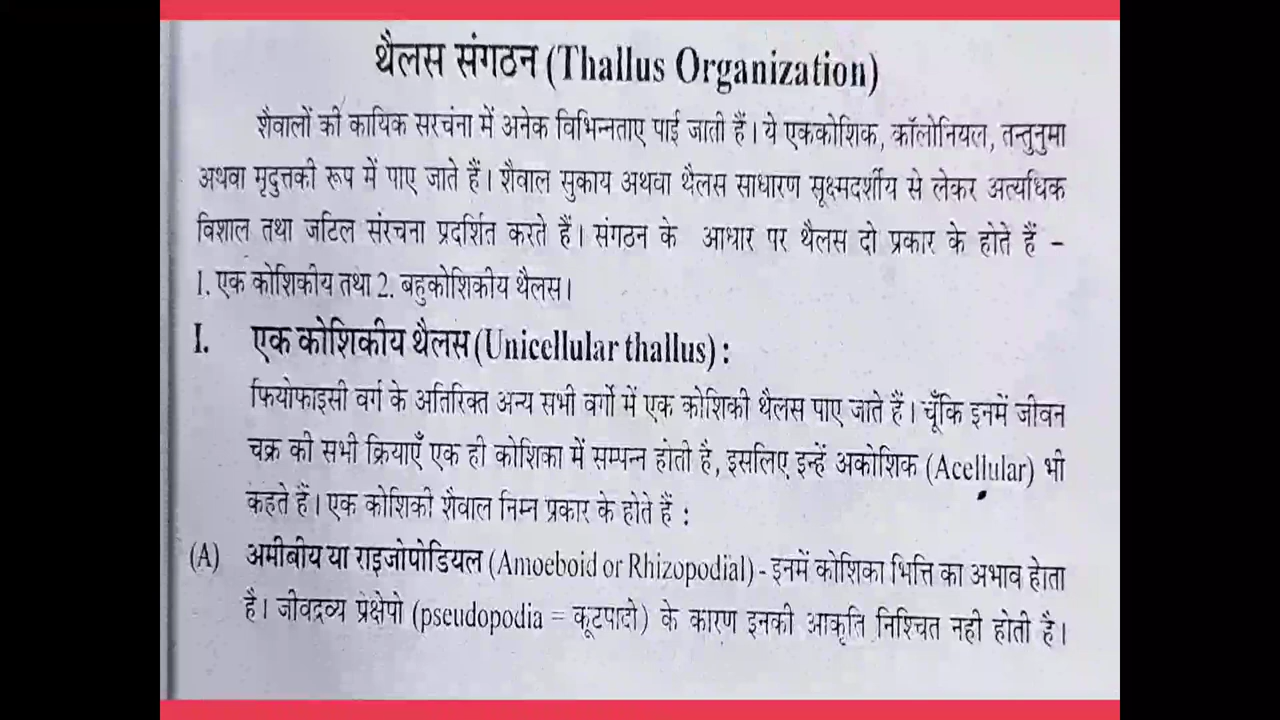 थैलस संगठन (Thallus Organization)
शैवालों की कायिक सरचंना में अनेक विभिन्नताए पाई जाती हैं। ये एककोशिक, कॉलोनियल, तन्तुनुमा
अथवा मृदुत्तकी रूप में पाए जाते हैं। शैवाल सुकाय अथवा थैलस साधारण सूक्ष्मदर्शीय से लेकर अत्यधिक
विशाल तथा जटिल संरचना प्रदर्शित करते हैं। संगठन के आधार पर थैलस दो प्रकार के होते हैं -
1. एक कोशिकीय तथा 2. बहुकोशिकीय थैलस।
I. एक कोशिकीय थैलस (Unicellular thallus) :
फियोफाइसी वर्ग के अतिरिक्त अन्य सभी वर्गो में एक कोशिकी थैलस पाए जाते हैं। चूँकि इनमें जीवन
चक्र की सभी क्रियाएँ एक ही कोशिका में सम्पन्न होती है, इसलिए इन्हें अकोशिक (Acellular) भी
कहते हैं। एक कोशिकी शैवाल निम्न प्रकार के होते हैं :
(A) अमीबीय या राइजोपोडियल (Amoeboid or Rhizopodial) - इनमें कोशिका भित्ति का अभाव होता
है। जीवद्रव्य प्रेक्षेपो (pseudopodia = कूटपादो) के कारण इनकी आकृति निश्चित नही होती है।